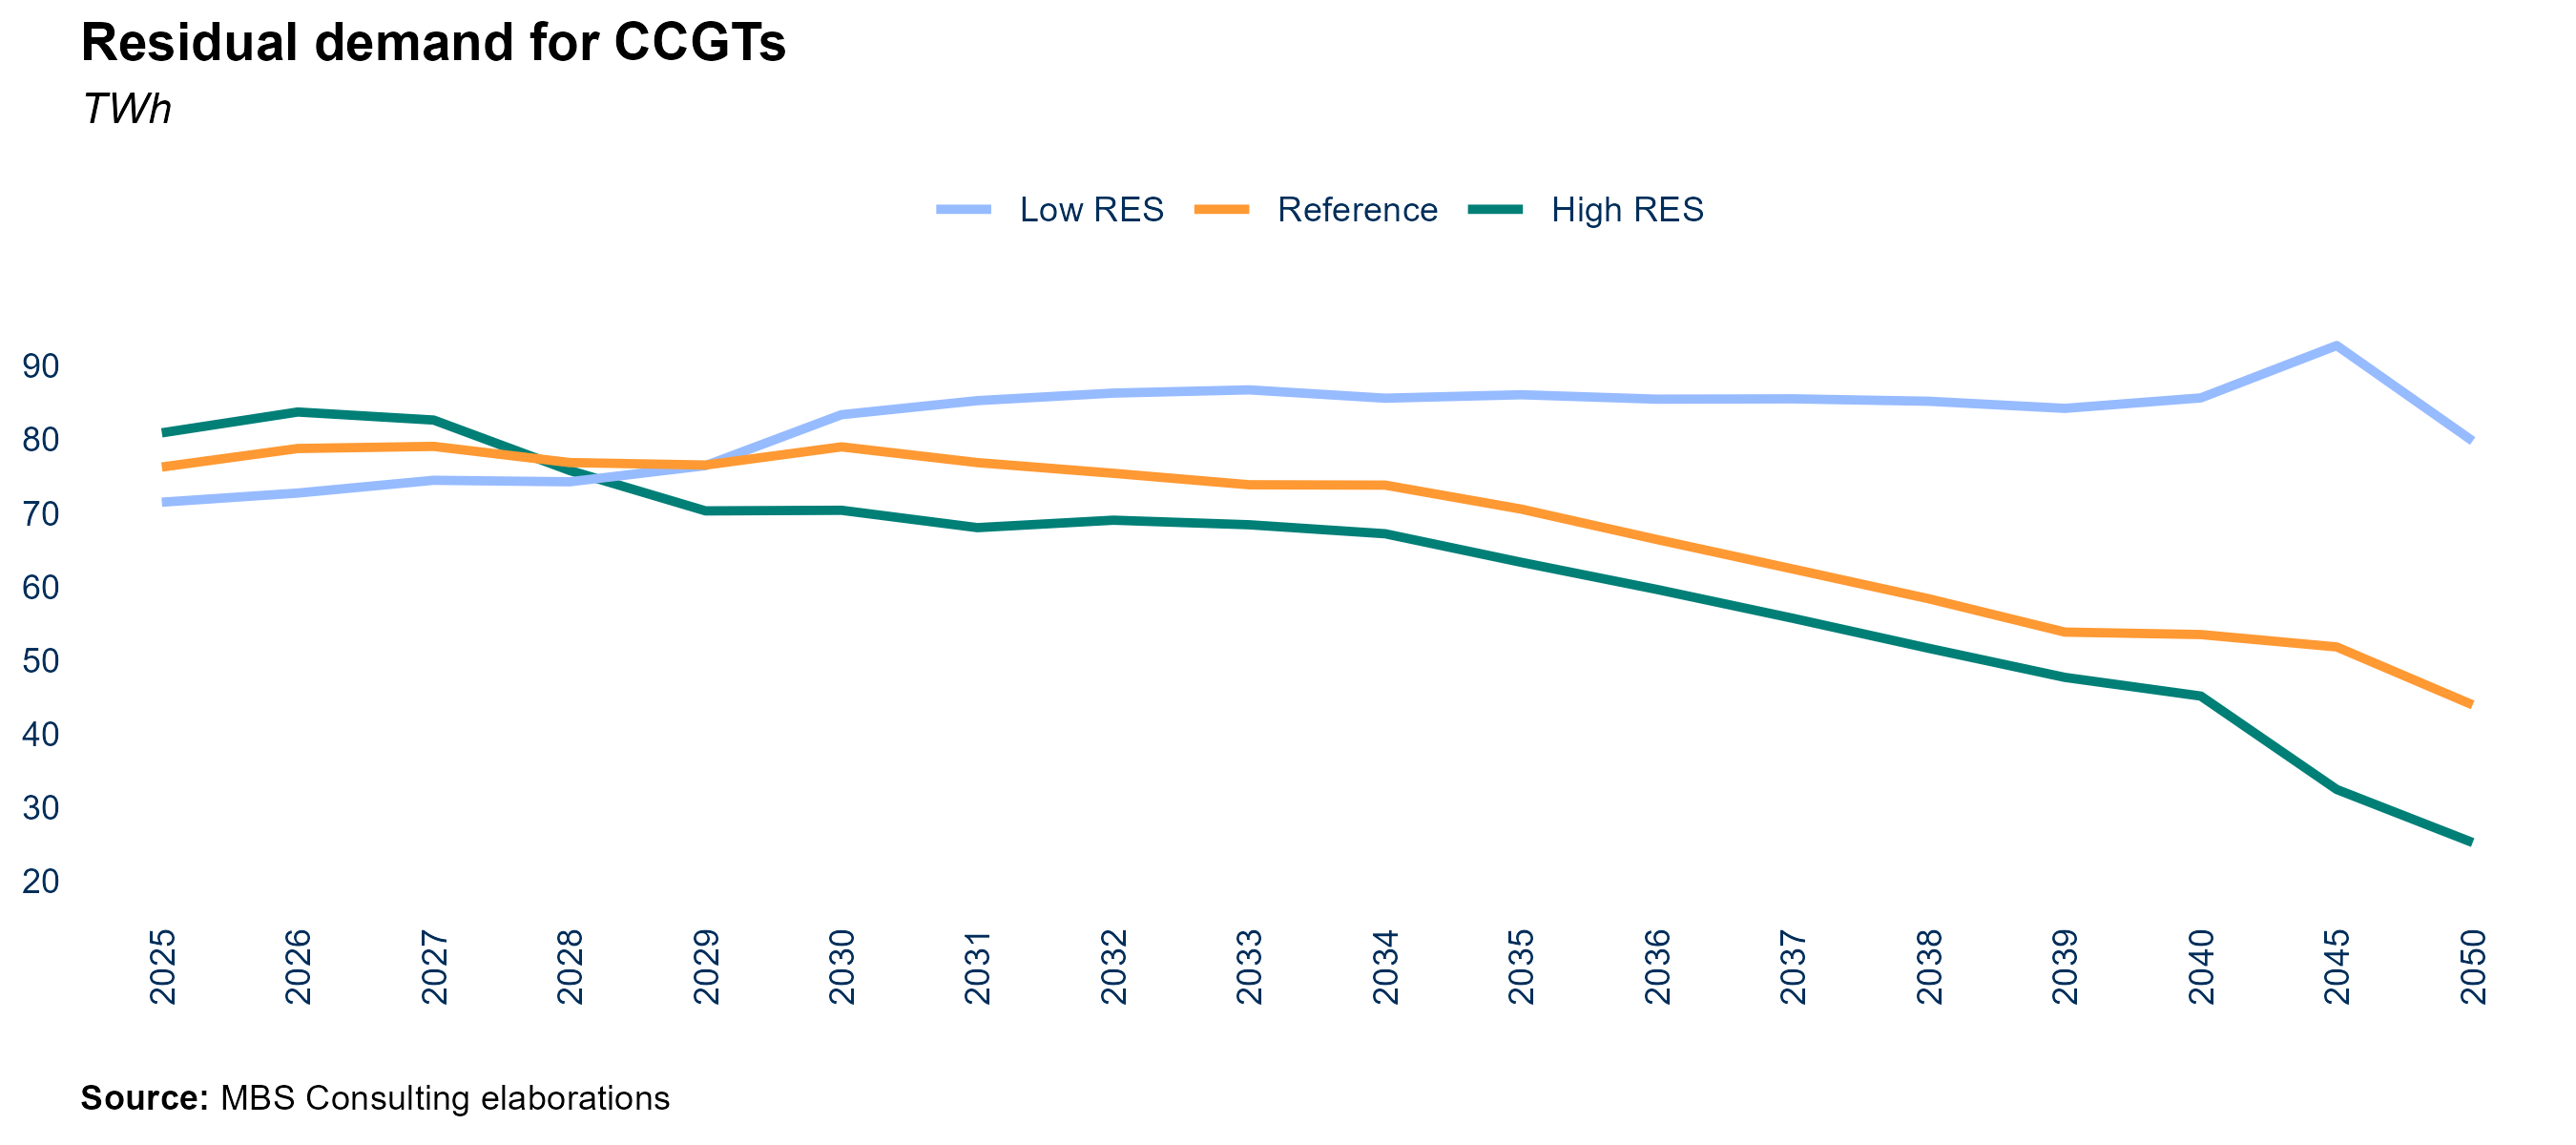 Residual demand for CCGTs
TWh
Low RES Reference High RES
90
80
70
60
50
40
30
20
2025 2026 2027 2028 2029 2030 2031 2032 2033 2034 2035 2036 2037 2038 2039 2040 2045 2050
Source: MBS Consulting elaborations